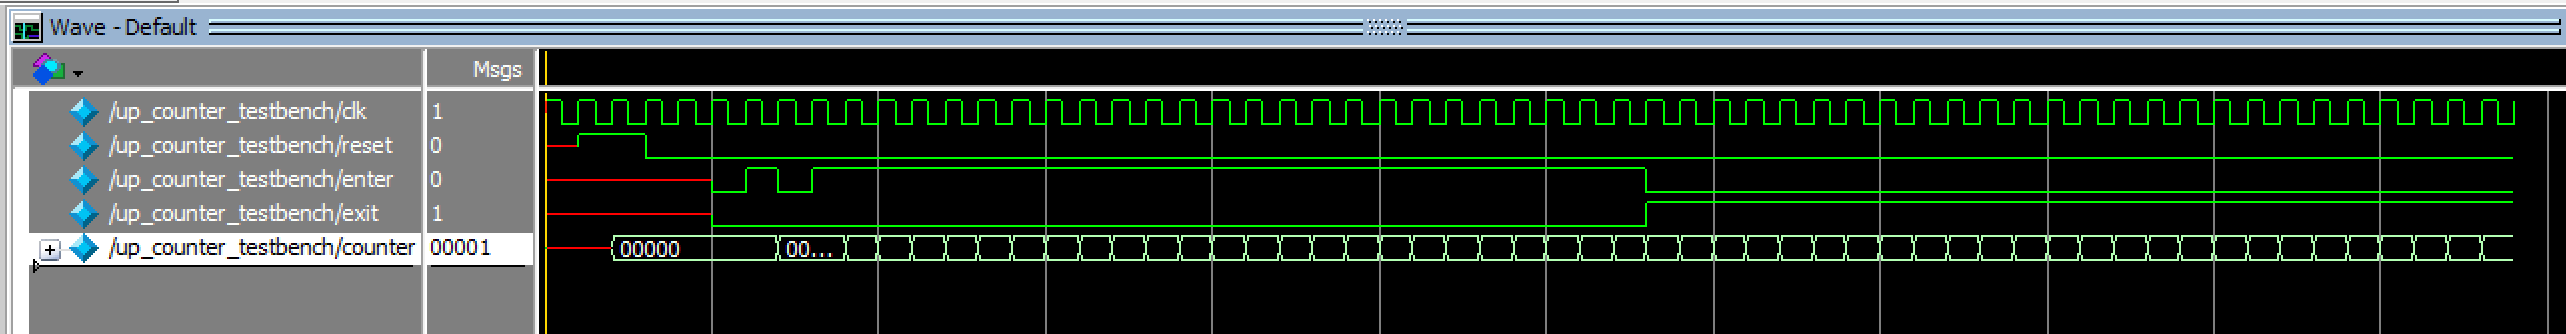 Wave - Default
Msgs
/up_counter_testbench/clk 1
/up_counter_testbench/reset 0
/up_counter_testbench/enter 0
/up_counter_testbench/exit 1
/up_counter_testbench/counter 00001 00000 00...